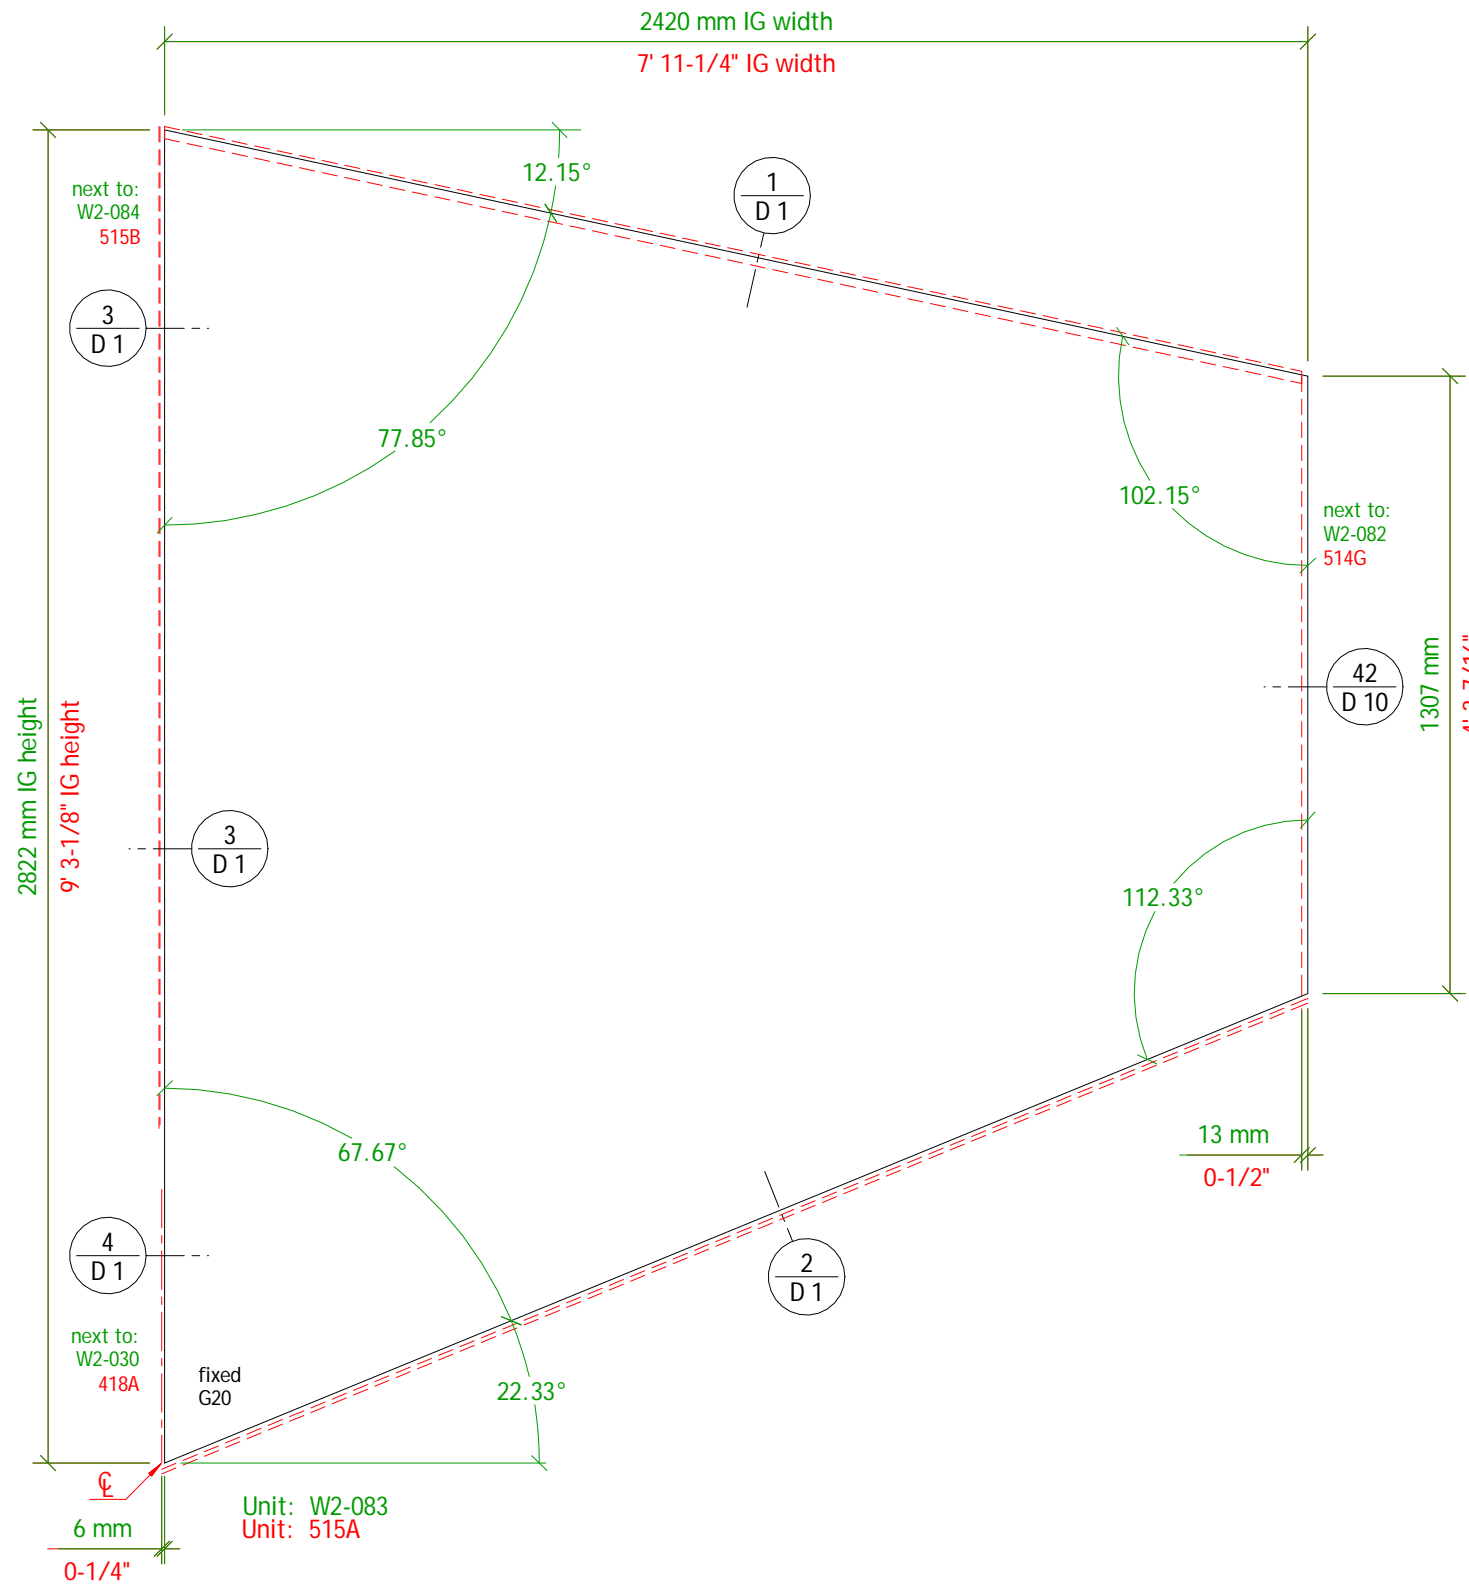 2420 mm IG width
7' 11-1/4" IG width
12.15°
1
D 1
next to:
W2-084
515B
3
D 1
77.85°
102.15°
next to:
W2-082
514G
42
D 10
1307 mm
2822 mm IG height
9' 3-1/8" IG height
3
D 1
112.33°
67.67°
13 mm
0-1/2"
4
D 1
2
D 1
next to:
W2-030
418A
fixed
G20
22.33°
℄
Unit: W2-083
Unit: 515A
6 mm
0-1/4"